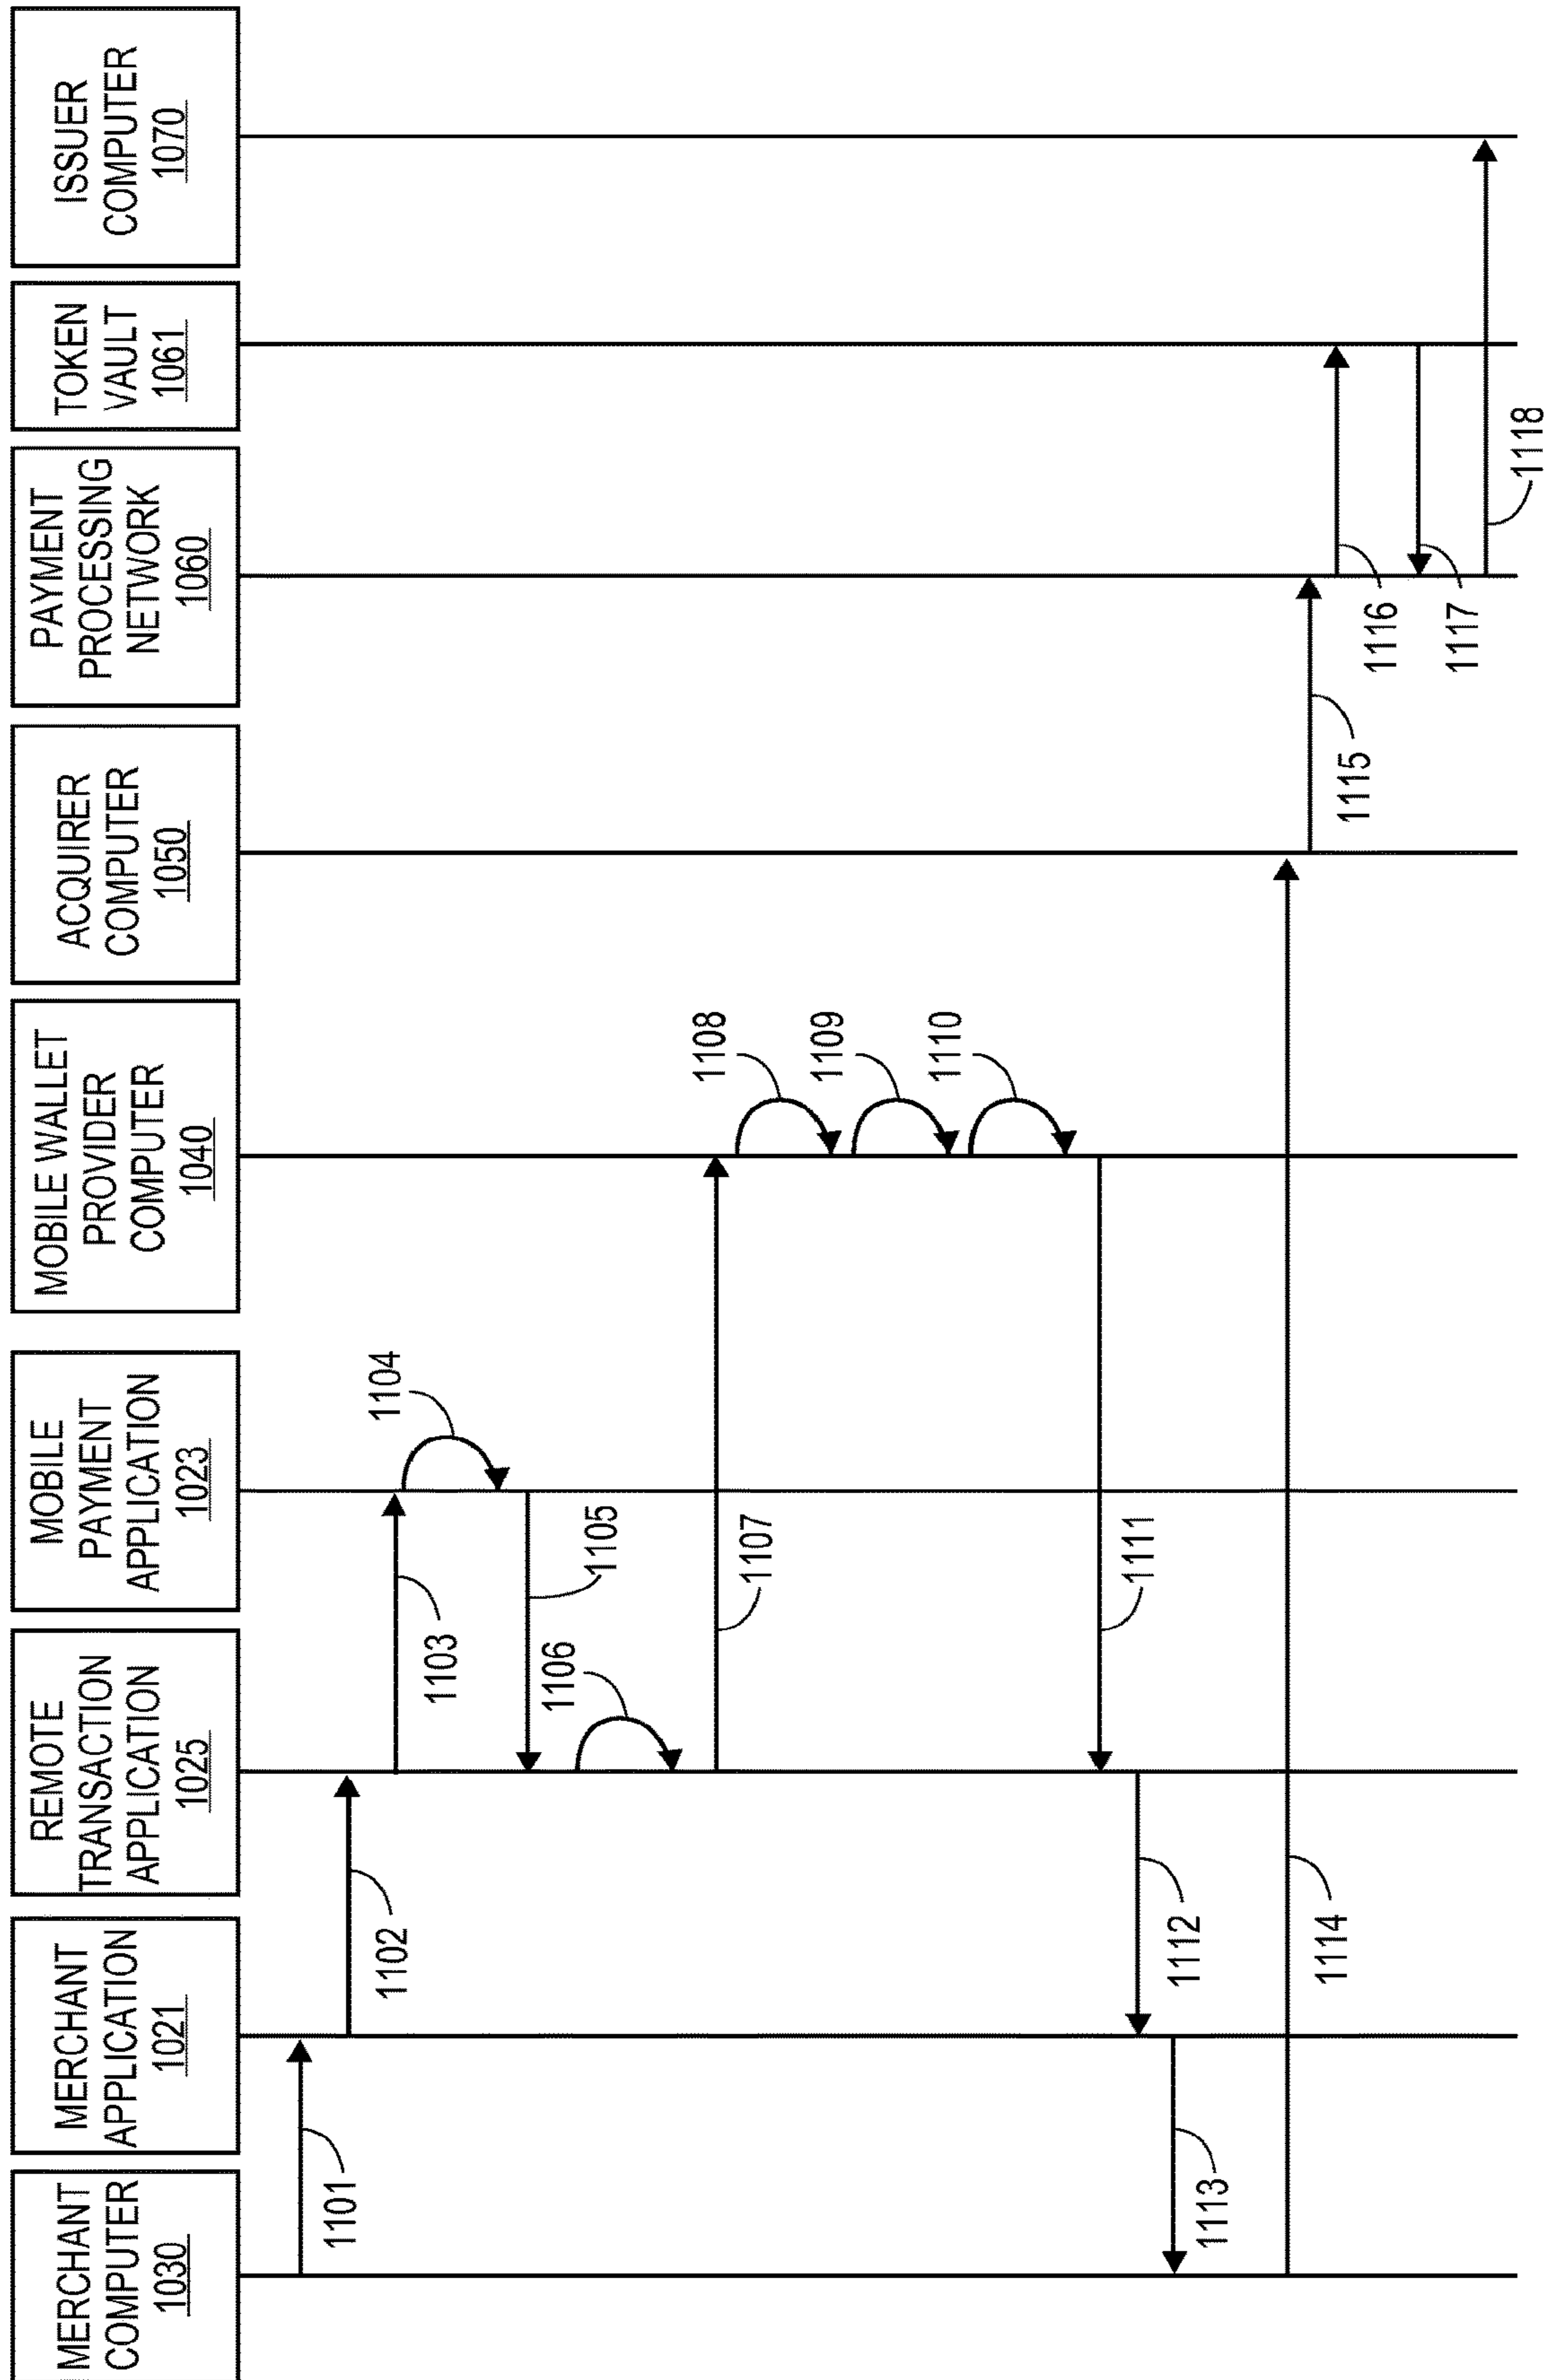 MERCHANT
COMPUTER
1030
MERCHANT
APPLICATION
1021
REMOTE
TRANSACTION
APPLICATION
1025
MOBILE
PAYMENT
APPLICATION
1023
MOBILE WALLET
PROVIDER
COMPUTER
1040
ACQUIRER
COMPUTER
1050
PAYMENT
PROCESSING
NETWORK
1060
TOKEN
VAULT
1061
ISSUER
COMPUTER
1070
1101
1102
1103
1104
1105
1106
1107
1108
1109
1110
1111
1112
1113
1114
1115
1116
1117
1118